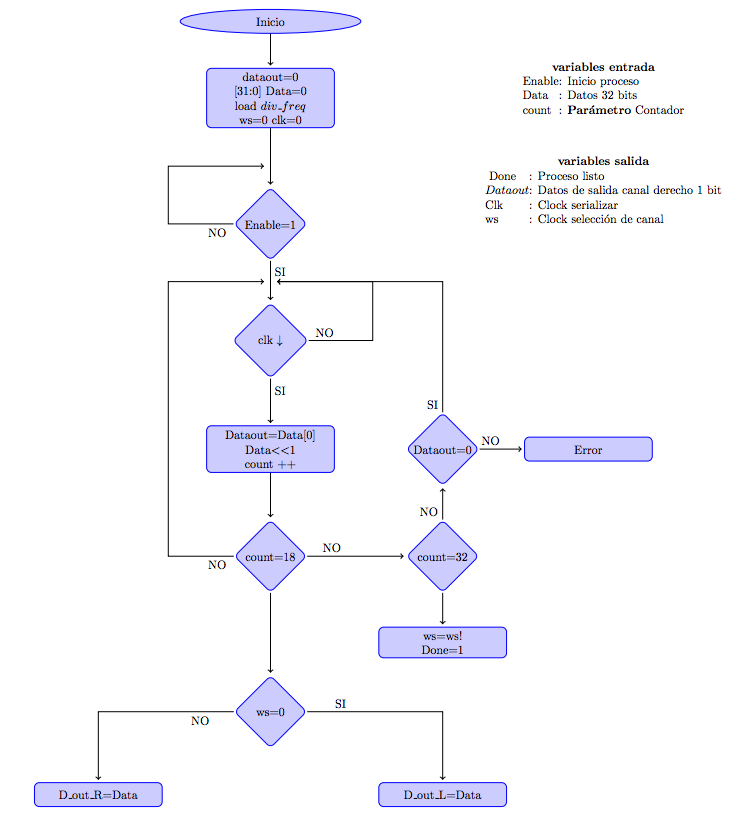 Inicio
dataout=0
[31:0] Data=0
load div_freq
ws=0 clk=0
variables entrada
Enable: Inicio proceso
Data : Datos 32 bits
count : Parámetro Contador
variables salida
Done : Proceso listo
Dataout: Datos de salida canal derecho 1 bit
Clk : Clock serializar
ws : Clock selección de canal
Enable=1
NO
SI
clk ↓
NO
SI
Dataout=Data[0]
Data<<1
count ++
SI
Dataout=0
NO
Error
NO
count=18
NO
NO
count=32
ws=ws!
Done=1
ws=0
NO
SI
D_out_R=Data
D_out_L=Data